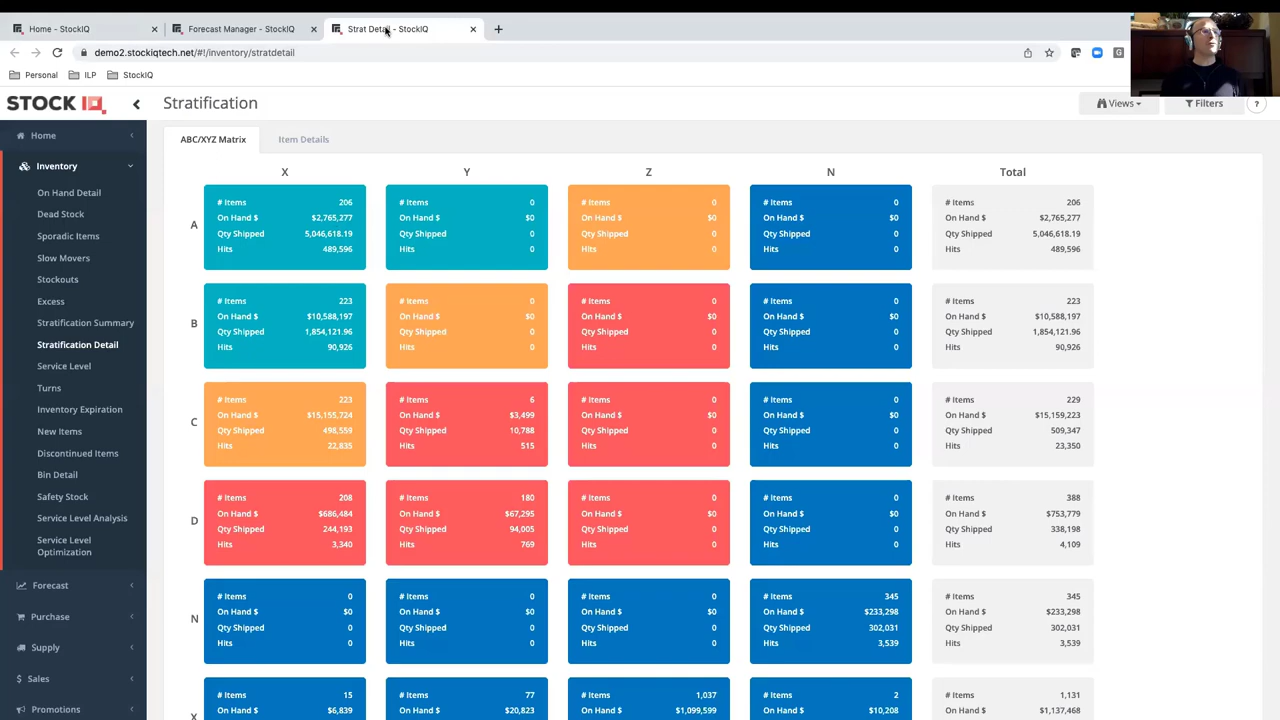 Home - StockIQ
Forecast Manager - StockIQ
Strat Detail - StockIQ
demo2.stockiqtech.net/#!/inventory/stratdetail
Personal ILP StockIQ
STOCK IQ
Stratification
Views Filters ?
Home
Inventory
On Hand Detail
Dead Stock
Sporadic Items
Slow Movers
Stockouts
Excess
Stratification Summary
Stratification Detail
Service Level
Turns
Inventory Expiration
New Items
Discontinued Items
Bin Detail
Safety Stock
Service Level Analysis
Service Level
Optimization
Forecast
Purchase
Supply
Sales
Promotions
ABC/XYZ Matrix Item Details
X Y Z N Total
A
# Items 206 # Items 0 # Items 0 # Items 0 # Items 206
On Hand $ $2,765,277 On Hand $ $0 On Hand $ $0 On Hand $ $0 On Hand $ $2,765,277
Qty Shipped 5,046,618.19 Qty Shipped 0 Qty Shipped 0 Qty Shipped 0 Qty Shipped 5,046,618.19
Hits 489,596 Hits 0 Hits 0 Hits 0 Hits 489,596
B
# Items 223 # Items 0 # Items 0 # Items 0 # Items 223
On Hand $ $10,588,197 On Hand $ $0 On Hand $ $0 On Hand $ $0 On Hand $ $10,588,197
Qty Shipped 1,854,121.96 Qty Shipped 0 Qty Shipped 0 Qty Shipped 0 Qty Shipped 1,854,121.96
Hits 90,926 Hits 0 Hits 0 Hits 0 Hits 90,926
C
# Items 223 # Items 6 # Items 0 # Items 0 # Items 229
On Hand $ $15,155,724 On Hand $ $3,499 On Hand $ $0 On Hand $ $0 On Hand $ $15,159,223
Qty Shipped 498,559 Qty Shipped 10,788 Qty Shipped 0 Qty Shipped 0 Qty Shipped 509,347
Hits 22,835 Hits 515 Hits 0 Hits 0 Hits 23,350
D
# Items 208 # Items 180 # Items 0 # Items 0 # Items 388
On Hand $ $686,484 On Hand $ $67,295 On Hand $ $0 On Hand $ $0 On Hand $ $753,779
Qty Shipped 244,193 Qty Shipped 94,005 Qty Shipped 0 Qty Shipped 0 Qty Shipped 338,198
Hits 3,340 Hits 769 Hits 0 Hits 0 Hits 4,109
N
# Items 0 # Items 0 # Items 0 # Items 345 # Items 345
On Hand $ $0 On Hand $ $0 On Hand $ $0 On Hand $ $233,298 On Hand $ $233,298
Qty Shipped 0 Qty Shipped 0 Qty Shipped 0 Qty Shipped 302,031 Qty Shipped 302,031
Hits 0 Hits 0 Hits 0 Hits 3,539 Hits 3,539
X
# Items 15 # Items 77 # Items 1,037 # Items 2 # Items 1,131
On Hand $ $6,839 On Hand $ $20,823 On Hand $ $1,099,599 On Hand $ $10,208 On Hand $ $1,137,468